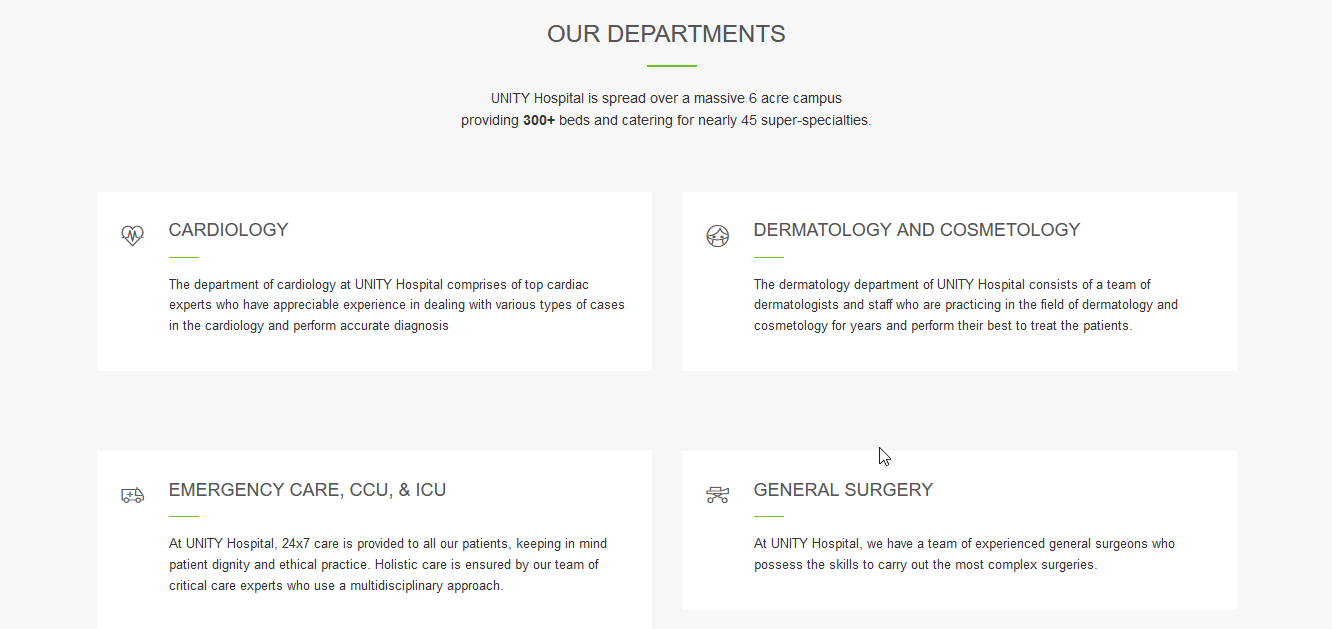 OUR DEPARTMENTS
UNITY Hospital is spread over a massive 6 acre campus
providing 300+ beds and catering for nearly 45 super-specialties.
CARDIOLOGY
The department of cardiology at UNITY Hospital comprises of top cardiac
experts who have appreciable experience in dealing with various types of cases
in the cardiology and perform accurate diagnosis
DERMATOLOGY AND COSMETOLOGY
The dermatology department of UNITY Hospital consists of a team of
dermatologists and staff who are practicing in the field of dermatology and
cosmetology for years and perform their best to treat the patients.
EMERGENCY CARE, CCU, & ICU
At UNITY Hospital, 24x7 care is provided to all our patients, keeping in mind
patient dignity and ethical practice. Holistic care is ensured by our team of
critical care experts who use a multidisciplinary approach.
GENERAL SURGERY
At UNITY Hospital, we have a team of experienced general surgeons who
possess the skills to carry out the most complex surgeries.